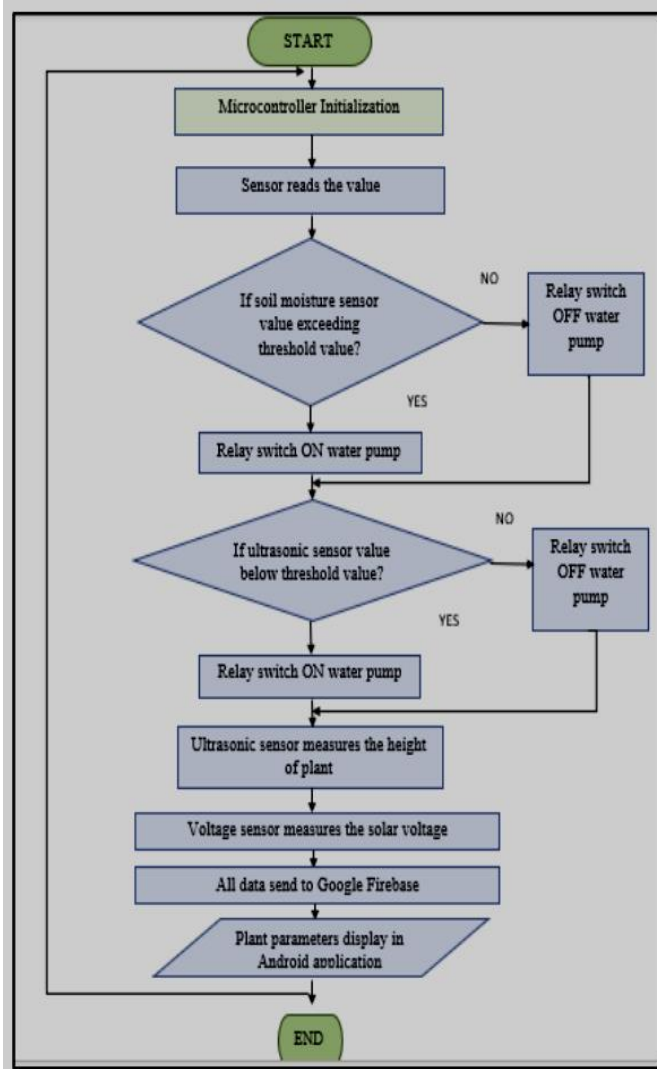 START
Microcontroller Initialization
Sensor reads the value
If soil moisture sensor
value exceeding
threshold value?
NO
Relay switch
OFF water
pump
YES
Relay switch ON water pump
If ultrasonic sensor value
below threshold value?
NO
Relay switch
OFF water
pump
YES
Relay switch ON water pump
Ultrasonic sensor measures the height
of plant
Voltage sensor measures the solar voltage
All data send to Google Firebase
Plant parameters display in
Android application
END